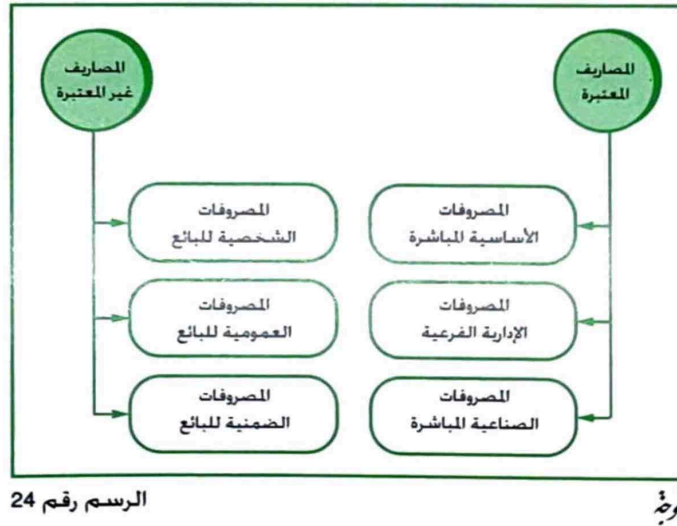 المصاريف
المعتبرة
المصروفات
الأساسية المباشرة
المصروفات
الإدارية الفرعية
المصروفات
الصناعية المباشرة
المصاريف
غير المعتبرة
المصروفات
الشخصية للبائع
المصروفات
العمومية للبائع
المصروفات
الضمنية للبائع
الرسم رقم 24